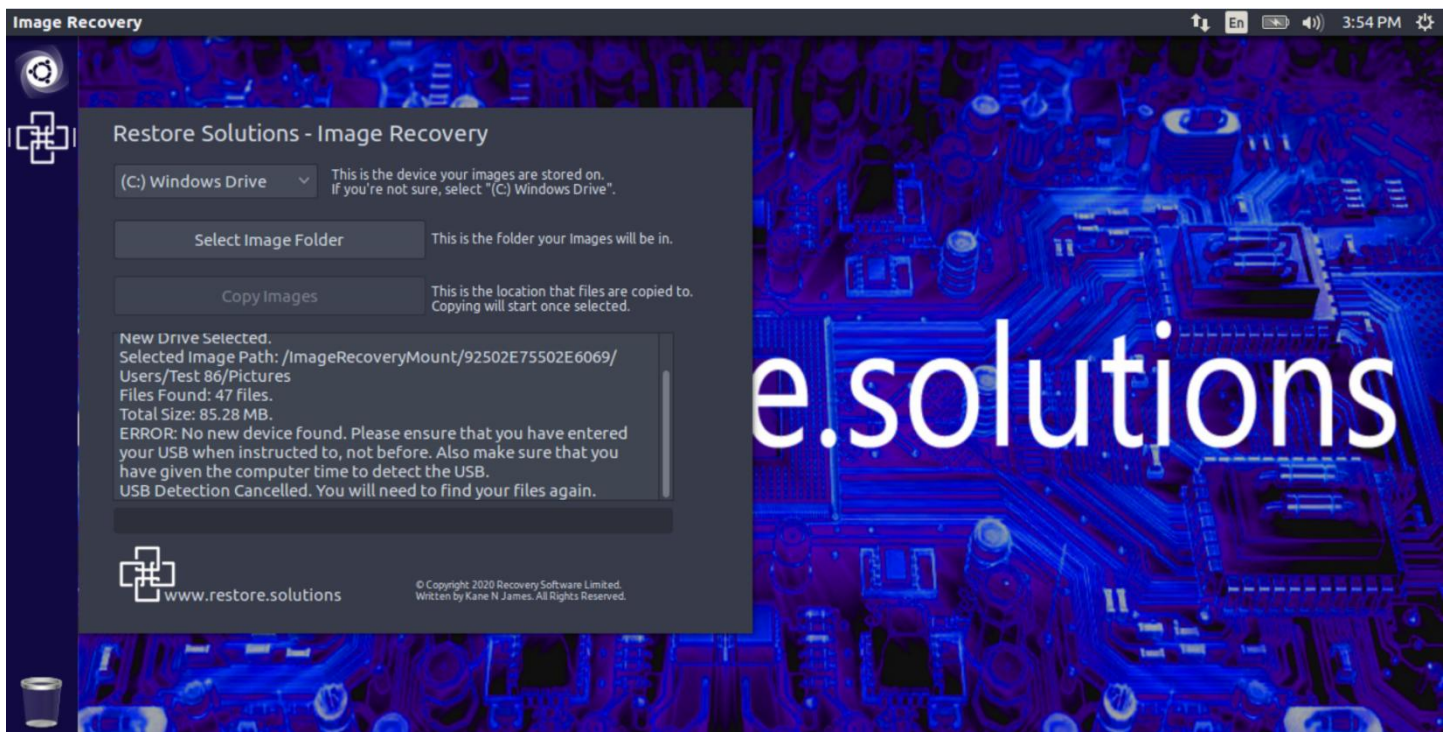 Image Recovery
En
3:54 PM
Restore Solutions - Image Recovery
(C:) Windows Drive
This is the device your images are stored on.
If you're not sure, select "(C:) Windows Drive".
Select Image Folder
This is the folder your Images will be in.
Copy Images
This is the location that files are copied to.
Copying will start once selected.
New Drive Selected.
Selected Image Path: /ImageRecoveryMount/92502E75502E6069/
Users/Test 86/Pictures
Files Found: 47 files.
Total Size: 85.28 MB.
ERROR: No new device found. Please ensure that you have entered
your USB when instructed to, not before. Also make sure that you
have given the computer time to detect the USB.
USB Detection Cancelled. You will need to find your files again.
www.restore.solutions
© Copyright 2020 Recovery Software Limited.
Written by Kane N James. All Rights Reserved.
e.solutions